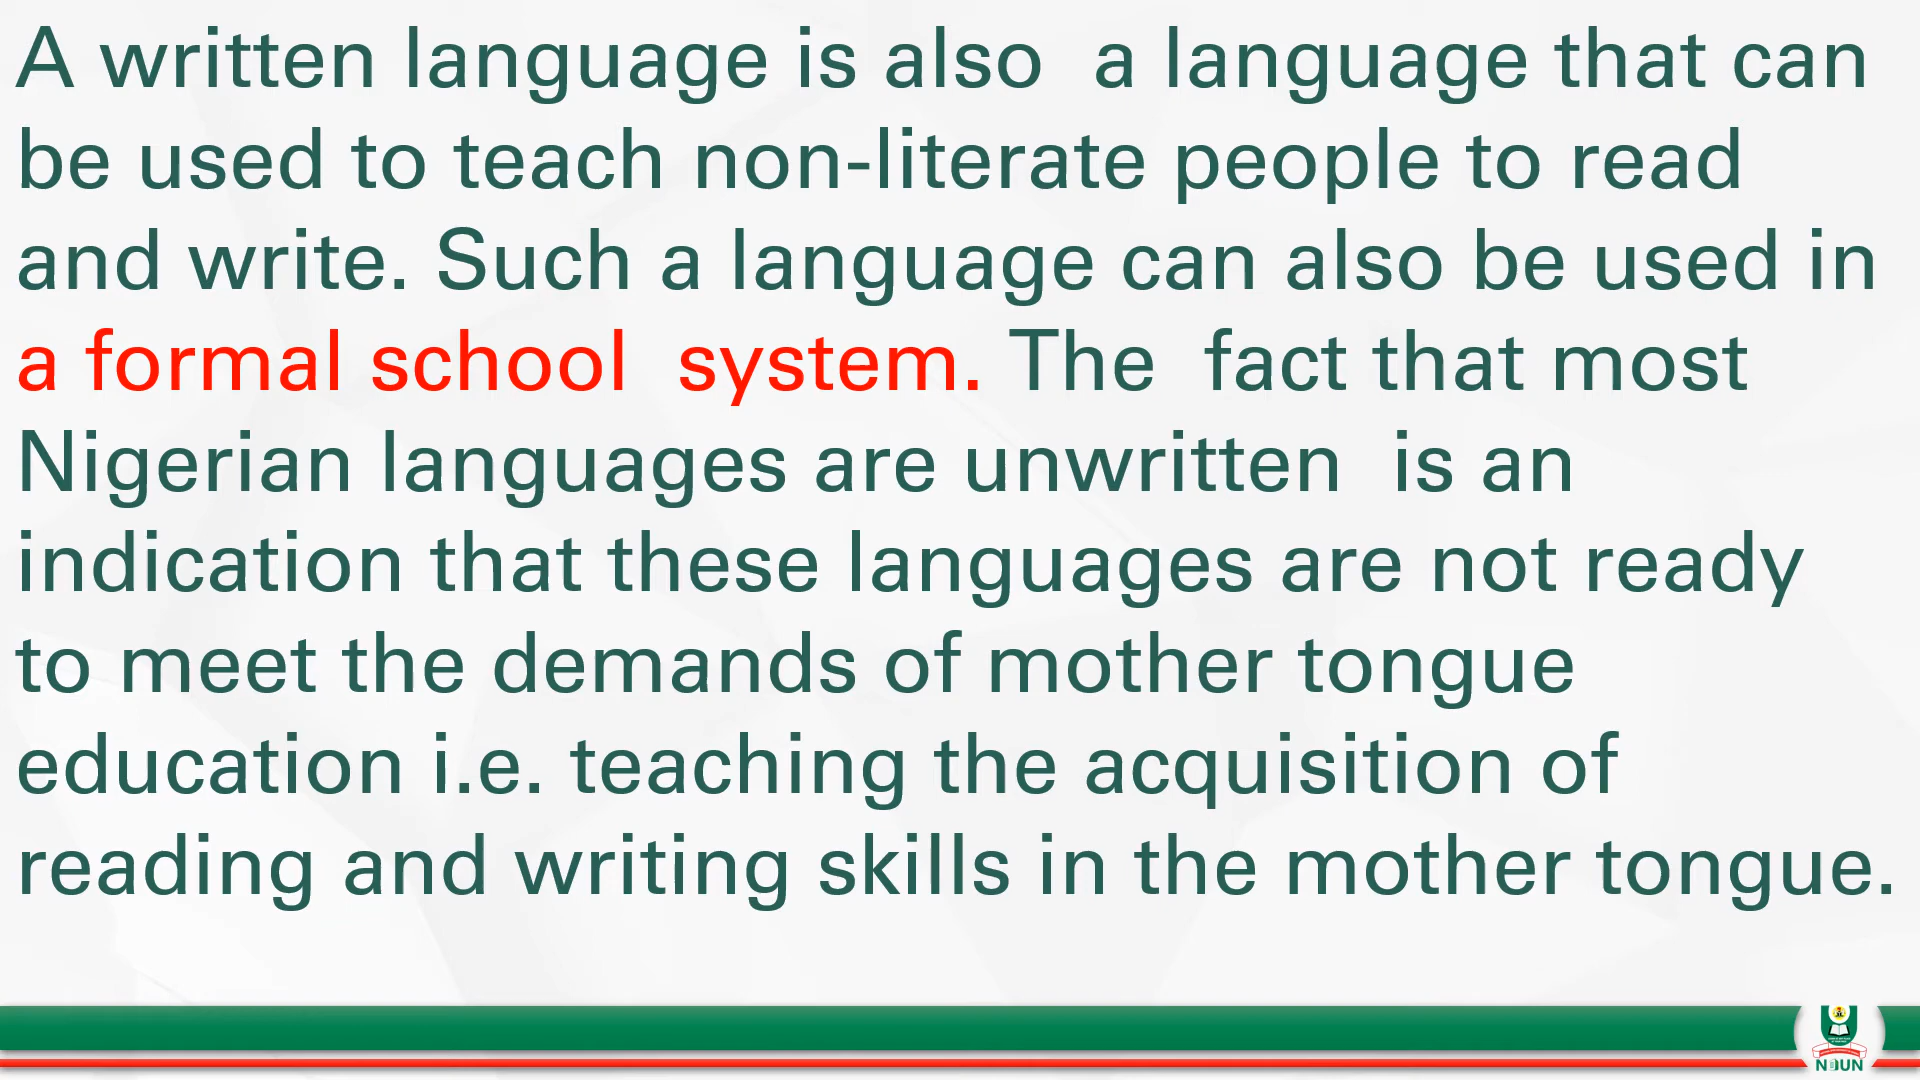 A written language is also  a language that can
be used to teach non-literate people to read
and write. Such a language can also be used in
a formal school  system. The  fact that most
Nigerian languages are unwritten  is an
indication that these languages are not ready
to meet the demands of mother tongue
education i.e. teaching the acquisition of
reading and writing skills in the mother tongue.
NOUN